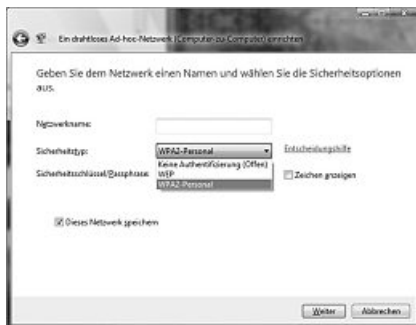 Ein drahtloses Ad-hoc-Netzwerk (Computer-zu-Computer) einrichten
Geben Sie dem Netzwerk einen Namen und wählen Sie die Sicherheitsoptionen
aus.
Netzwerkname:
Sicherheitstyp: WPA2-Personal Entscheidungshilfe
Keine Authentifizierung (Offen)
WEP
WPA2-Personal
Sicherheitsschlüssel/Passphrase: Zeichen anzeigen
Dieses Netzwerk speichern
Weiter Abbrechen